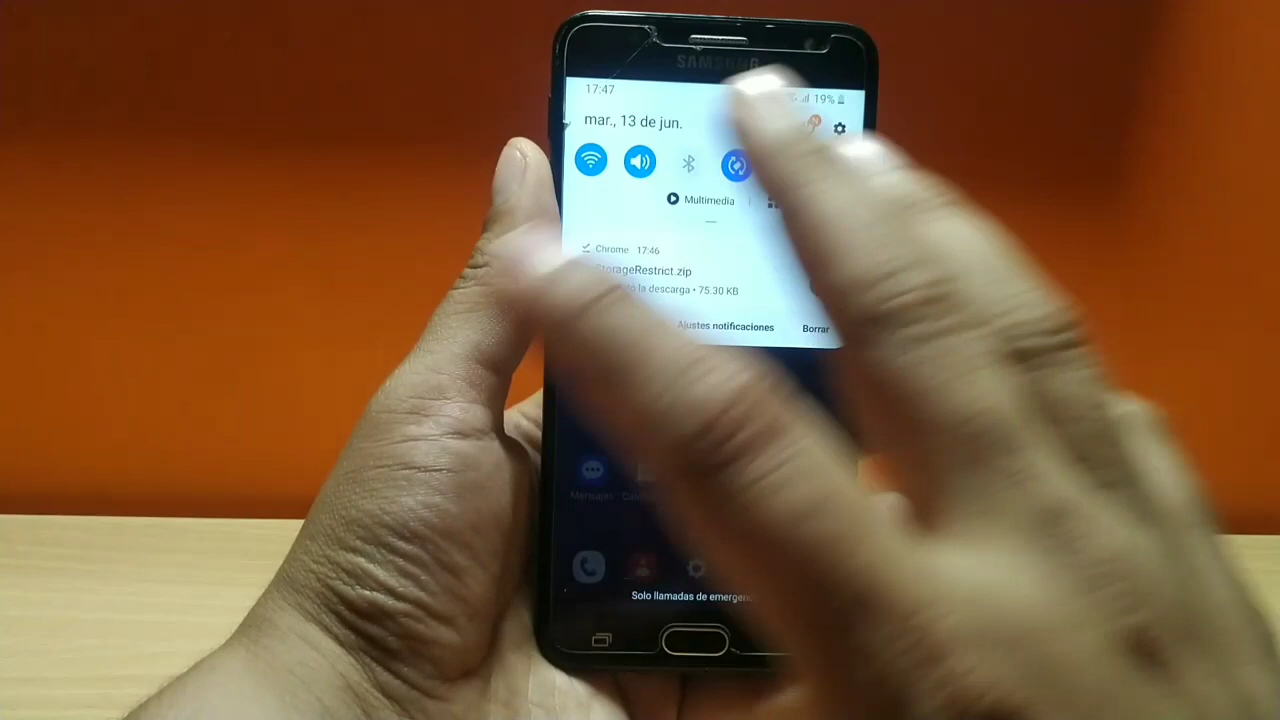 SAMSUNG
17:47
19%
mar., 13 de jun.
Multimedia
Chrome 17:46
StorageRestrict.zip
la descarga • 75.30 KB
Ajustes notificaciones Borrar
Mensajes
Solo llamadas de